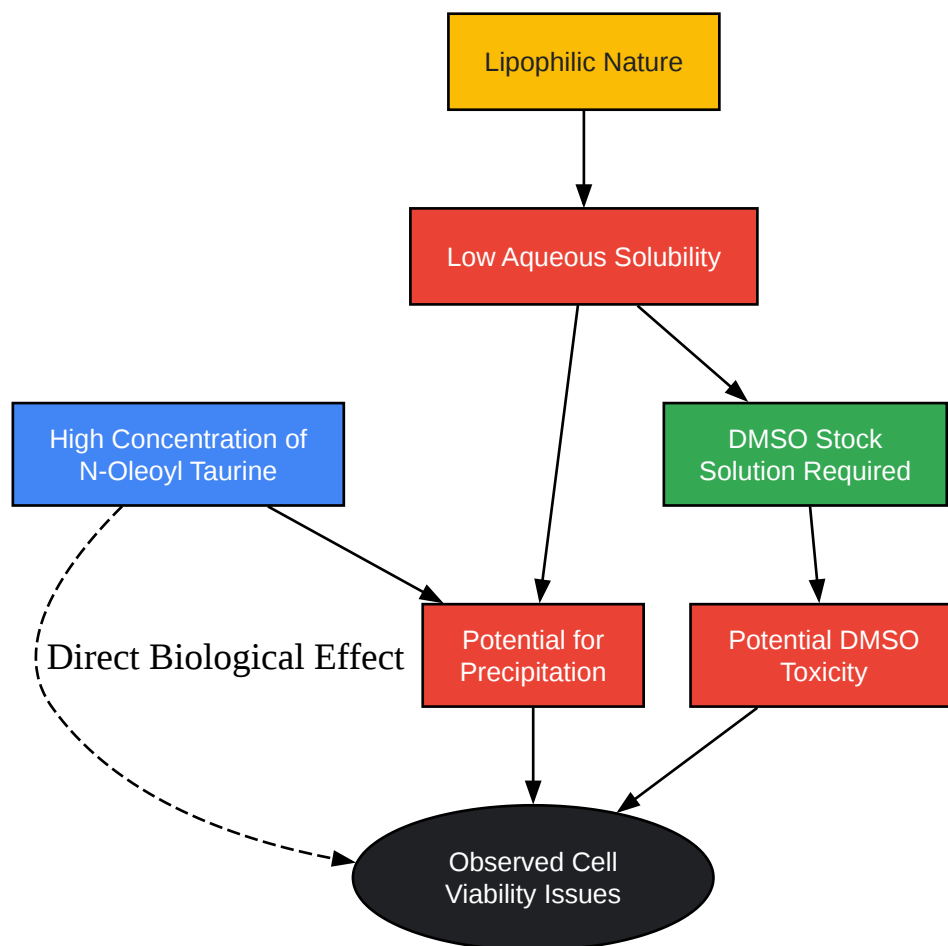 Lipophilic Nature
Low Aqueous Solubility
High Concentration of
N-Oleoyl Taurine
DMSO Stock
Solution Required
Direct Biological Effect
Potential for
Precipitation
Potential DMSO
Toxicity
Observed Cell
Viability Issues